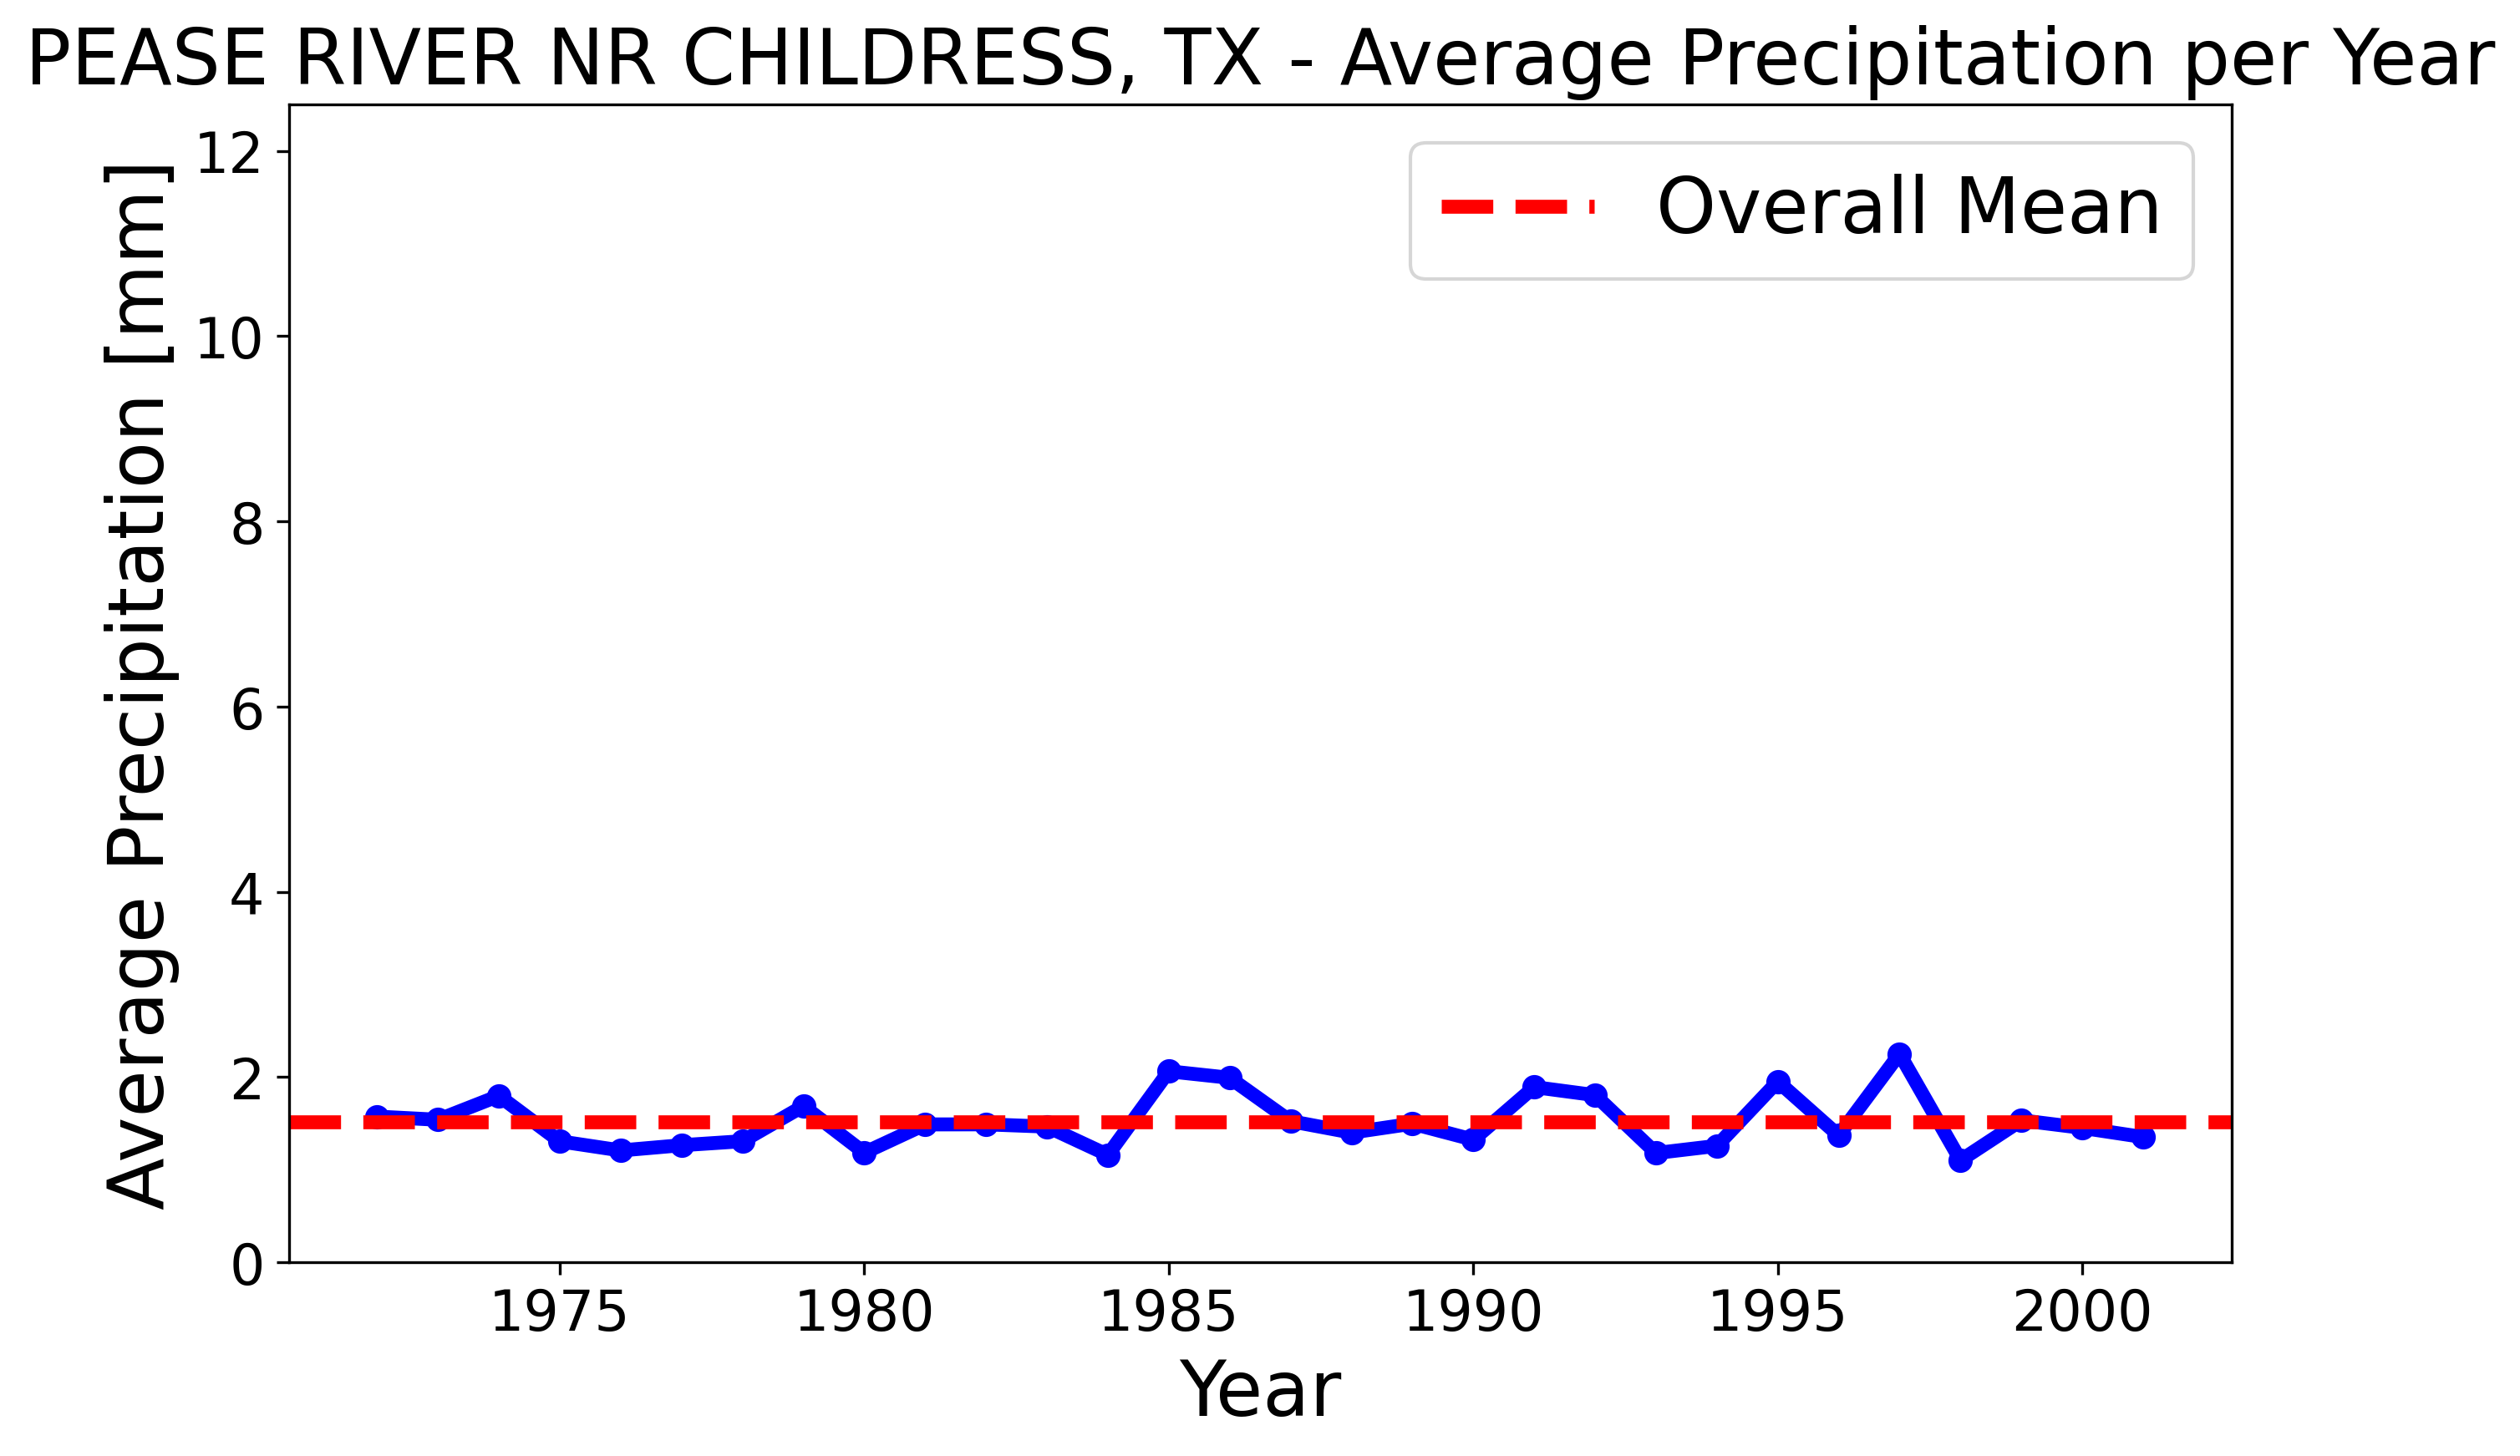 PEASE RIVER NR CHILDRESS, TX - Average Precipitation per Year
Average Precipitation [mm]
12
10
8
6
4
2
0
Overall Mean
1975 1980 1985 1990 1995 2000
Year